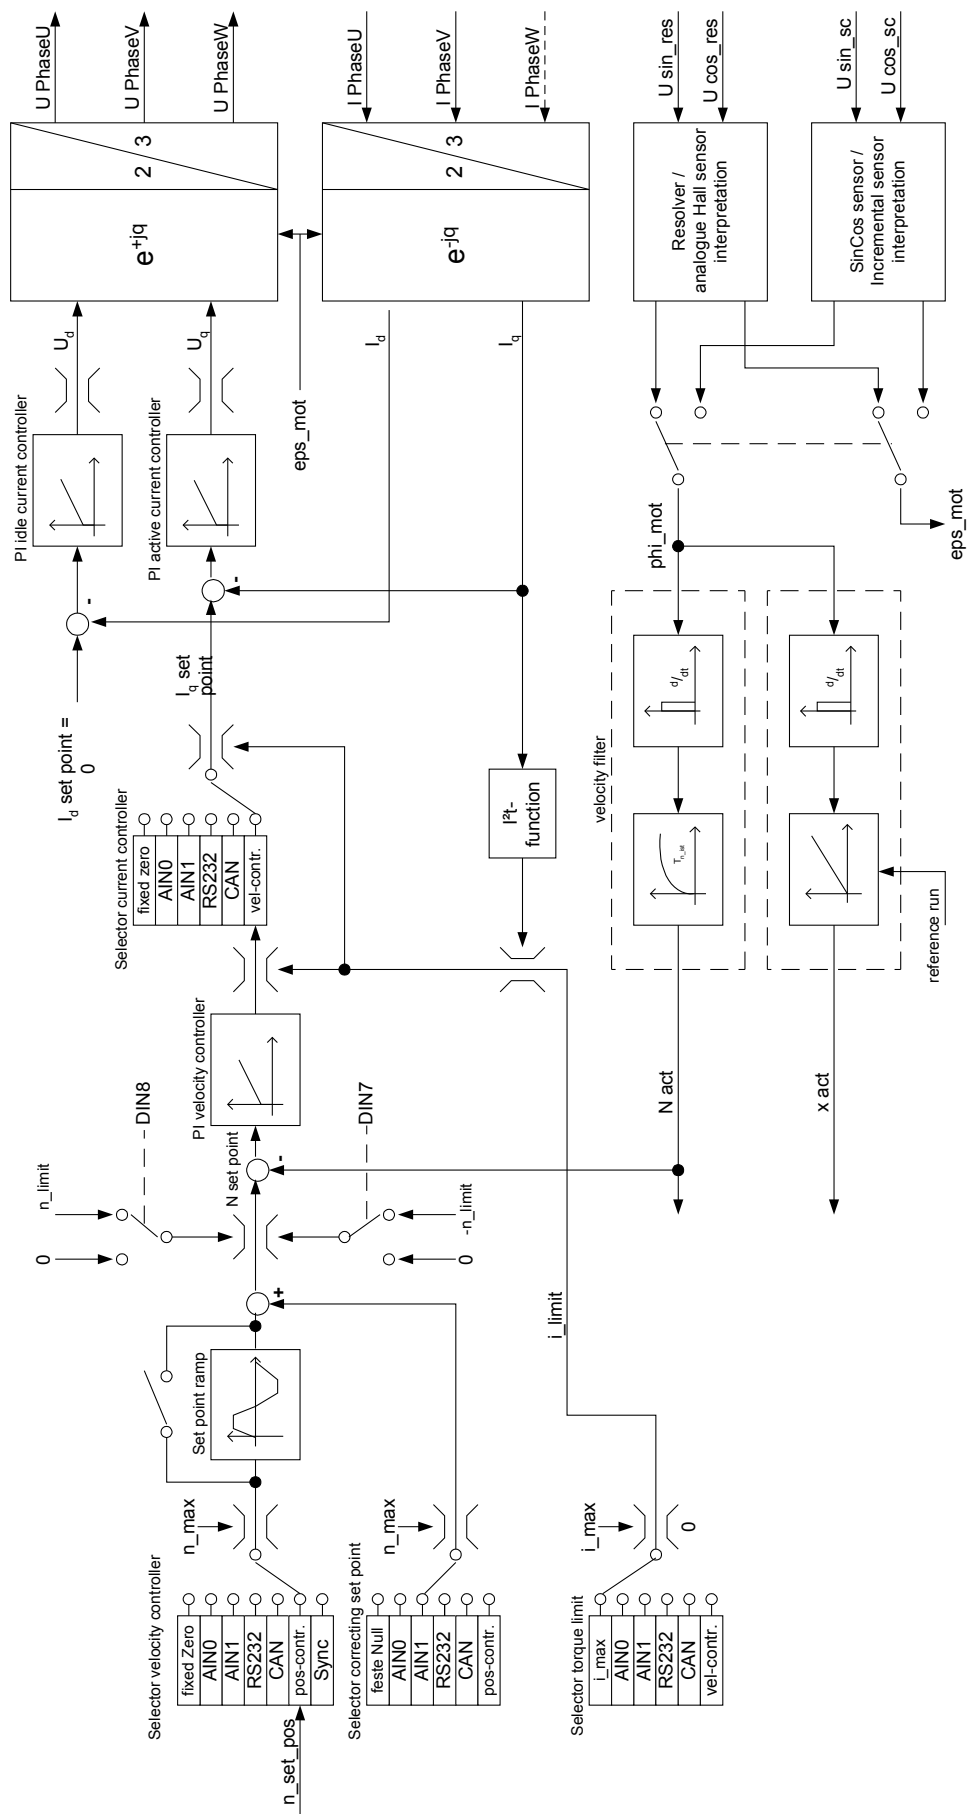 Selector velocity controller
fixed Zero
AIN0
AIN1
RS232
CAN
pos-contr.
Sync
n_set_pos
n_max
Set point ramp
+
0
n_limit
DIN8
N set point
-
DIN7
0
-n_limit
PI velocity controller
Selector current controller
fixed zero
AIN0
AIN1
RS232
CAN
vel-contr.
I_q set
point
I_d set point =
0
-
-
PI idle current controller
PI active current controller
U_d
U_q
e^+jq
2
3
U PhaseU
U PhaseV
U PhaseW
Selector correcting set point
feste Null
AIN0
AIN1
RS232
CAN
pos-contr.
n_max
eps_mot
I_d
I_q
e^-jq
2
3
I PhaseU
I PhaseV
I PhaseW
I²t-
function
Selector torque limit
i_max
AIN0
AIN1
RS232
CAN
vel-contr.
i_max
0
i_limit
N act
velocity filter
T_n_ist
d/dt
phi_mot
Resolver /
analogue Hall sensor
interpretation
U sin_res
U cos_res
x act
reference run
d/dt
eps_mot
SinCos sensor /
Incremental sensor
interpretation
U sin_sc
U cos_sc